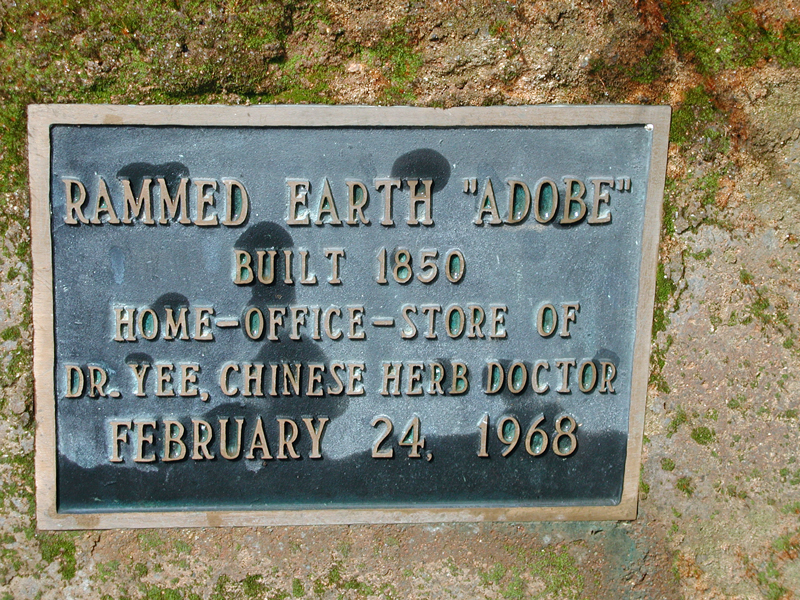 RAMMED EARTH "ADOBE"
BUILT 1850
HOME-OFFICE-STORE OF
DR. YEE, CHINESE HERB DOCTOR
FEBRUARY 24, 1968